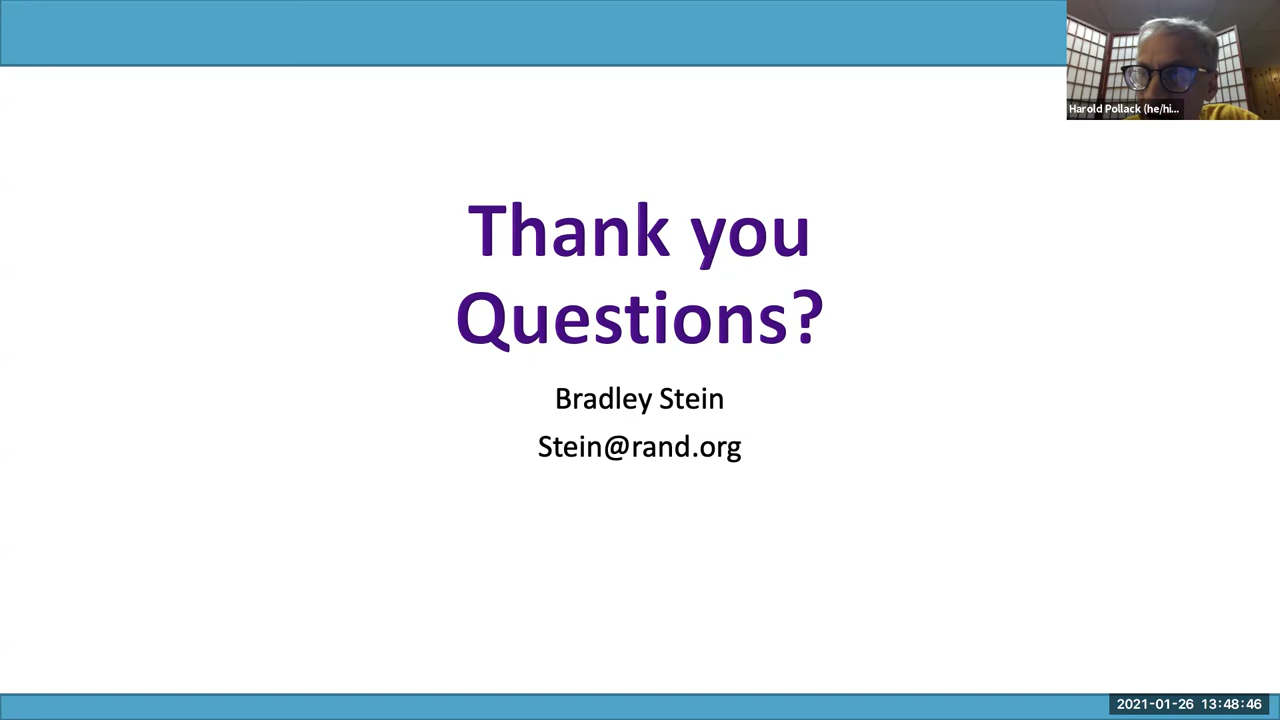 Harold Pollack (he/hi...
Thank you
Questions?
Bradley Stein
Stein@rand.org
2021-01-26 13:48:46